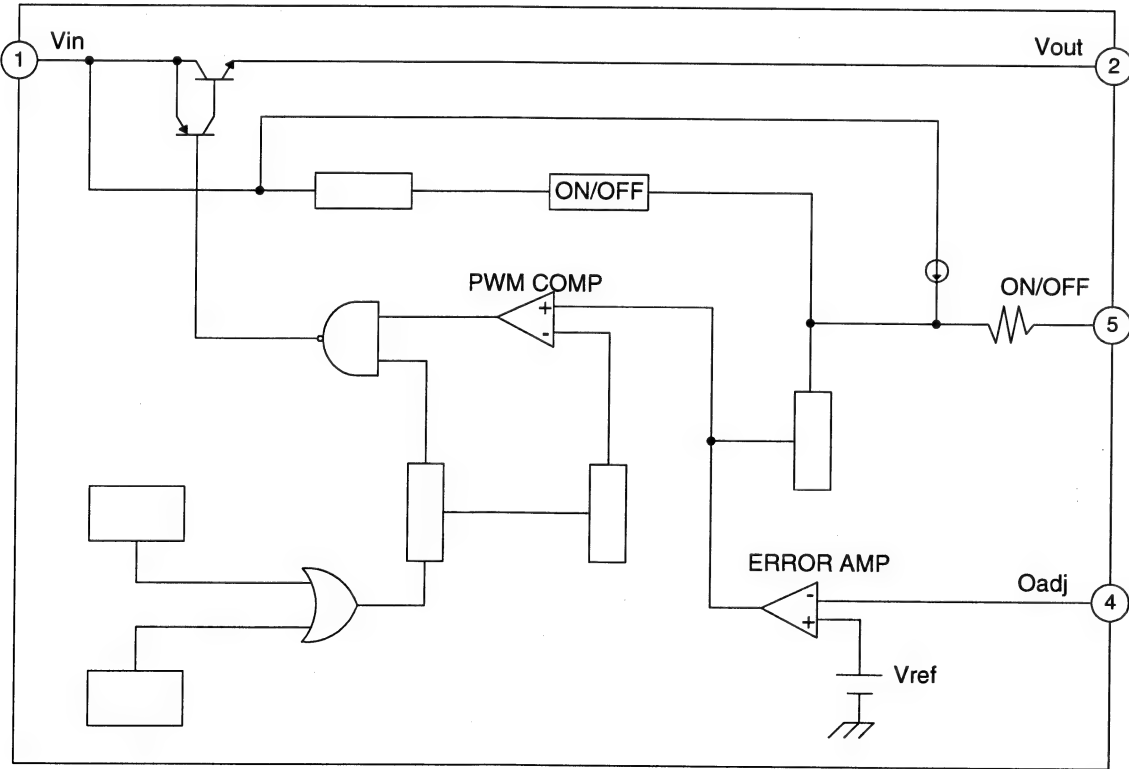 Vin
Vout
1
2
ON/OFF
PWM COMP
ON/OFF
+
-
5
ERROR AMP
Oadj
-
4
+
Vref